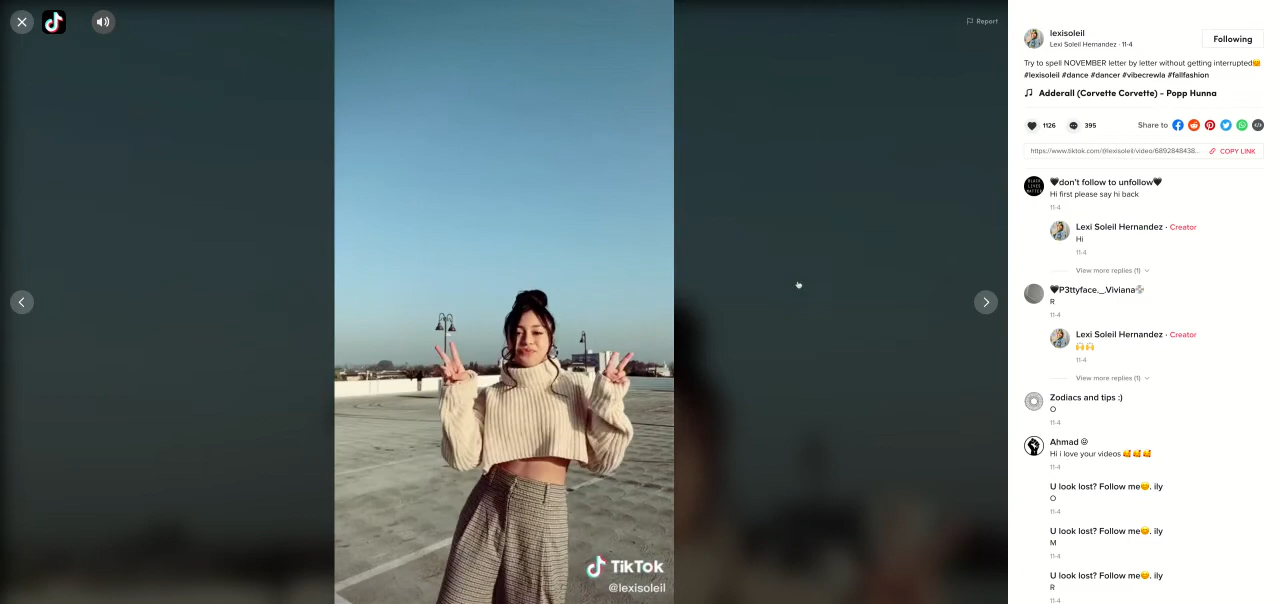 Report
TikTok
@lexisoleil
lexisoleil
Lexi Soleil Hernandez · 11-4
Following
Try to spell NOVEMBER letter by letter without getting interrupted😊
#lexisoleil #dance #dancer #vibecrewla #fallfashion
Adderall (Corvette Corvette) – Popp Hunna
1126
395
Share to
https://www.tiktok.com/@lexisoleil/video/6892848438...
COPY LINK
BLACK LIVES MATTER
🖤don't follow to unfollow🖤
Hi first please say hi back
11-4
Lexi Soleil Hernandez · Creator
Hi
11-4
View more replies (1)
🖤P3ttyface._.Viviana
R
11-4
Lexi Soleil Hernandez · Creator
🙌🙌
11-4
View more replies (1)
Zodiacs and tips :)
O
11-4
Ahmad
Hi i love your videos 🥰🥰🥰
11-4
U look lost? Follow me😊. ily
O
11-4
U look lost? Follow me😊. ily
M
11-4
U look lost? Follow me😊. ily
R
11-4